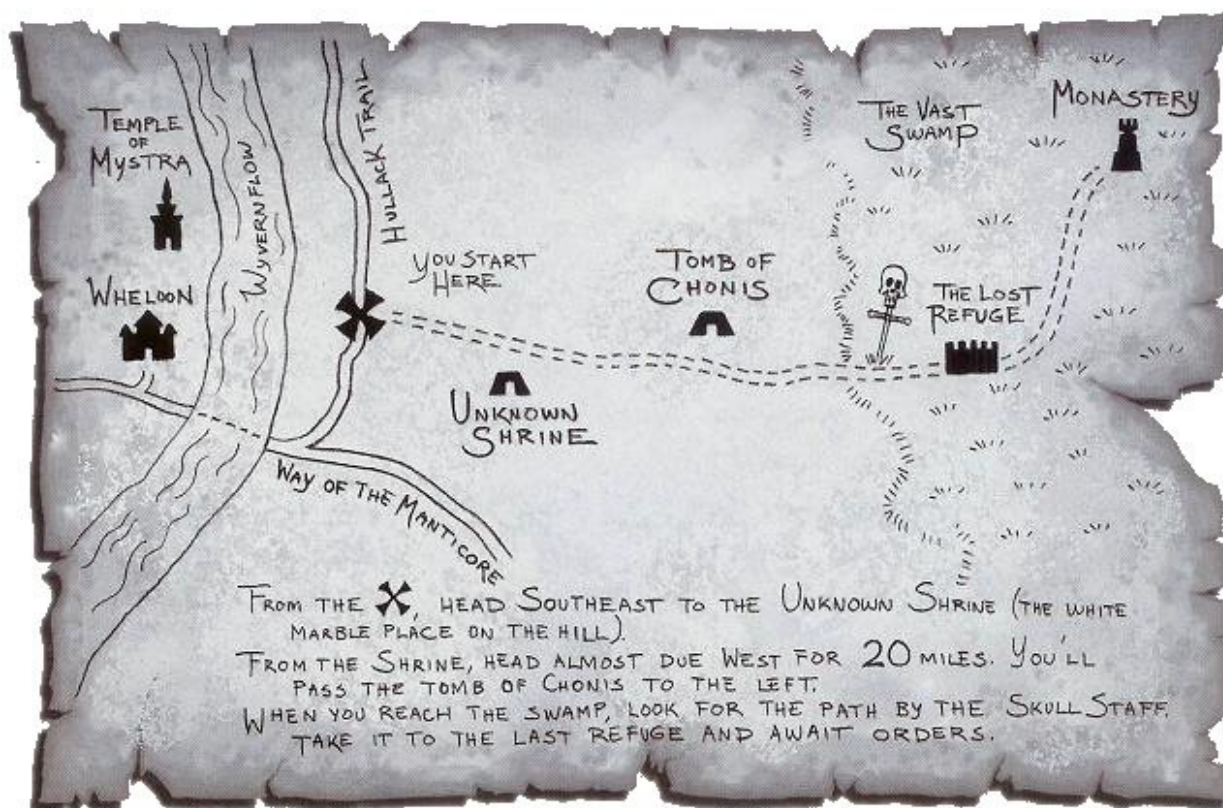 TEMPLE
OF
MYSTRA
WYVERNFLOW
HULLACK TRAIL
THE VAST
SWAMP
MONASTERY
WHELOON
YOU START
HERE
TOMB OF
CHONIS
THE LOST
REFUGE
UNKNOWN
SHRINE
WAY OF THE MANTICORE
FROM THE , HEAD SOUTHEAST TO THE UNKNOWN SHRINE (THE WHITE
MARBLE PLACE ON THE HILL).
FROM THE SHRINE, HEAD ALMOST DUE WEST FOR 20 MILES. YOU'LL
PASS THE TOMB OF CHONIS TO THE LEFT.
WHEN YOU REACH THE SWAMP, LOOK FOR THE PATH BY THE SKULL STAFF.
TAKE IT TO THE LAST REFUGE AND AWAIT ORDERS.